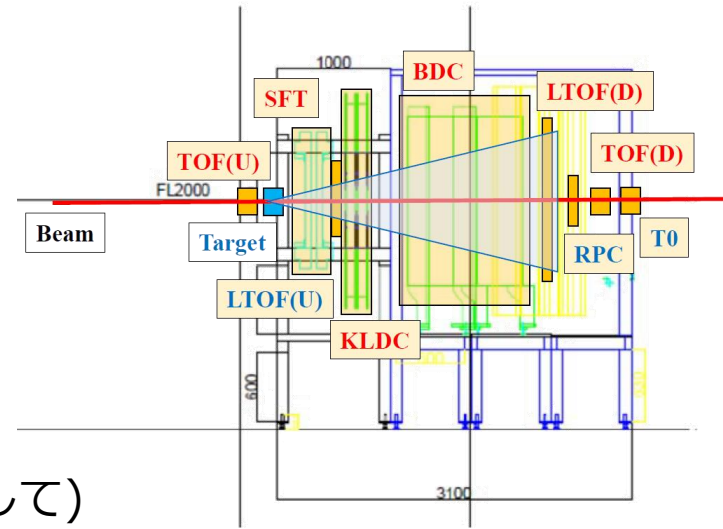 1000
BDC
SFT
LTOF(D)
TOF(U)
TOF(D)
FL2000
Beam
Target
RPC
T0
LTOF(U)
KLDC
600
3100
して)